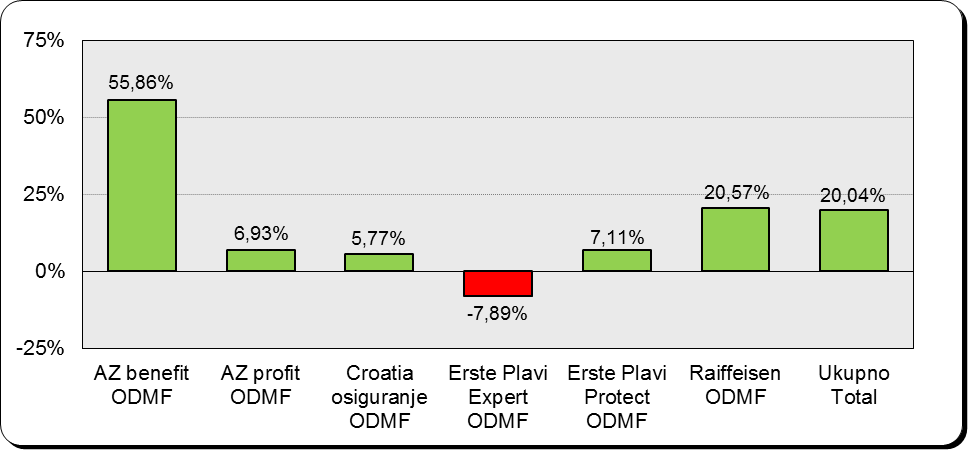 75%
50%
25%
0%
-25%
55,86%
6,93%
5,77%
-7,89%
7,11%
20,57%
20,04%
AZ benefit
ODMF
AZ profit
ODMF
Croatia
osiguranje
ODMF
Erste Plavi
Expert
ODMF
Erste Plavi
Protect
ODMF
Raiffeisen
ODMF
Ukupno
Total